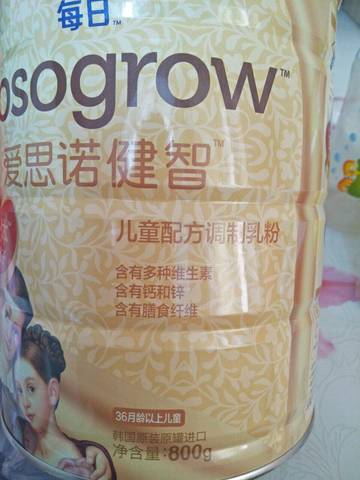 每日™
osogrow™
爱思诺健智™
儿童配方调制乳粉
含有多种维生素
含有钙和锌
含有膳食纤维
36月龄以上儿童
韩国原装原罐进口
净含量:800g